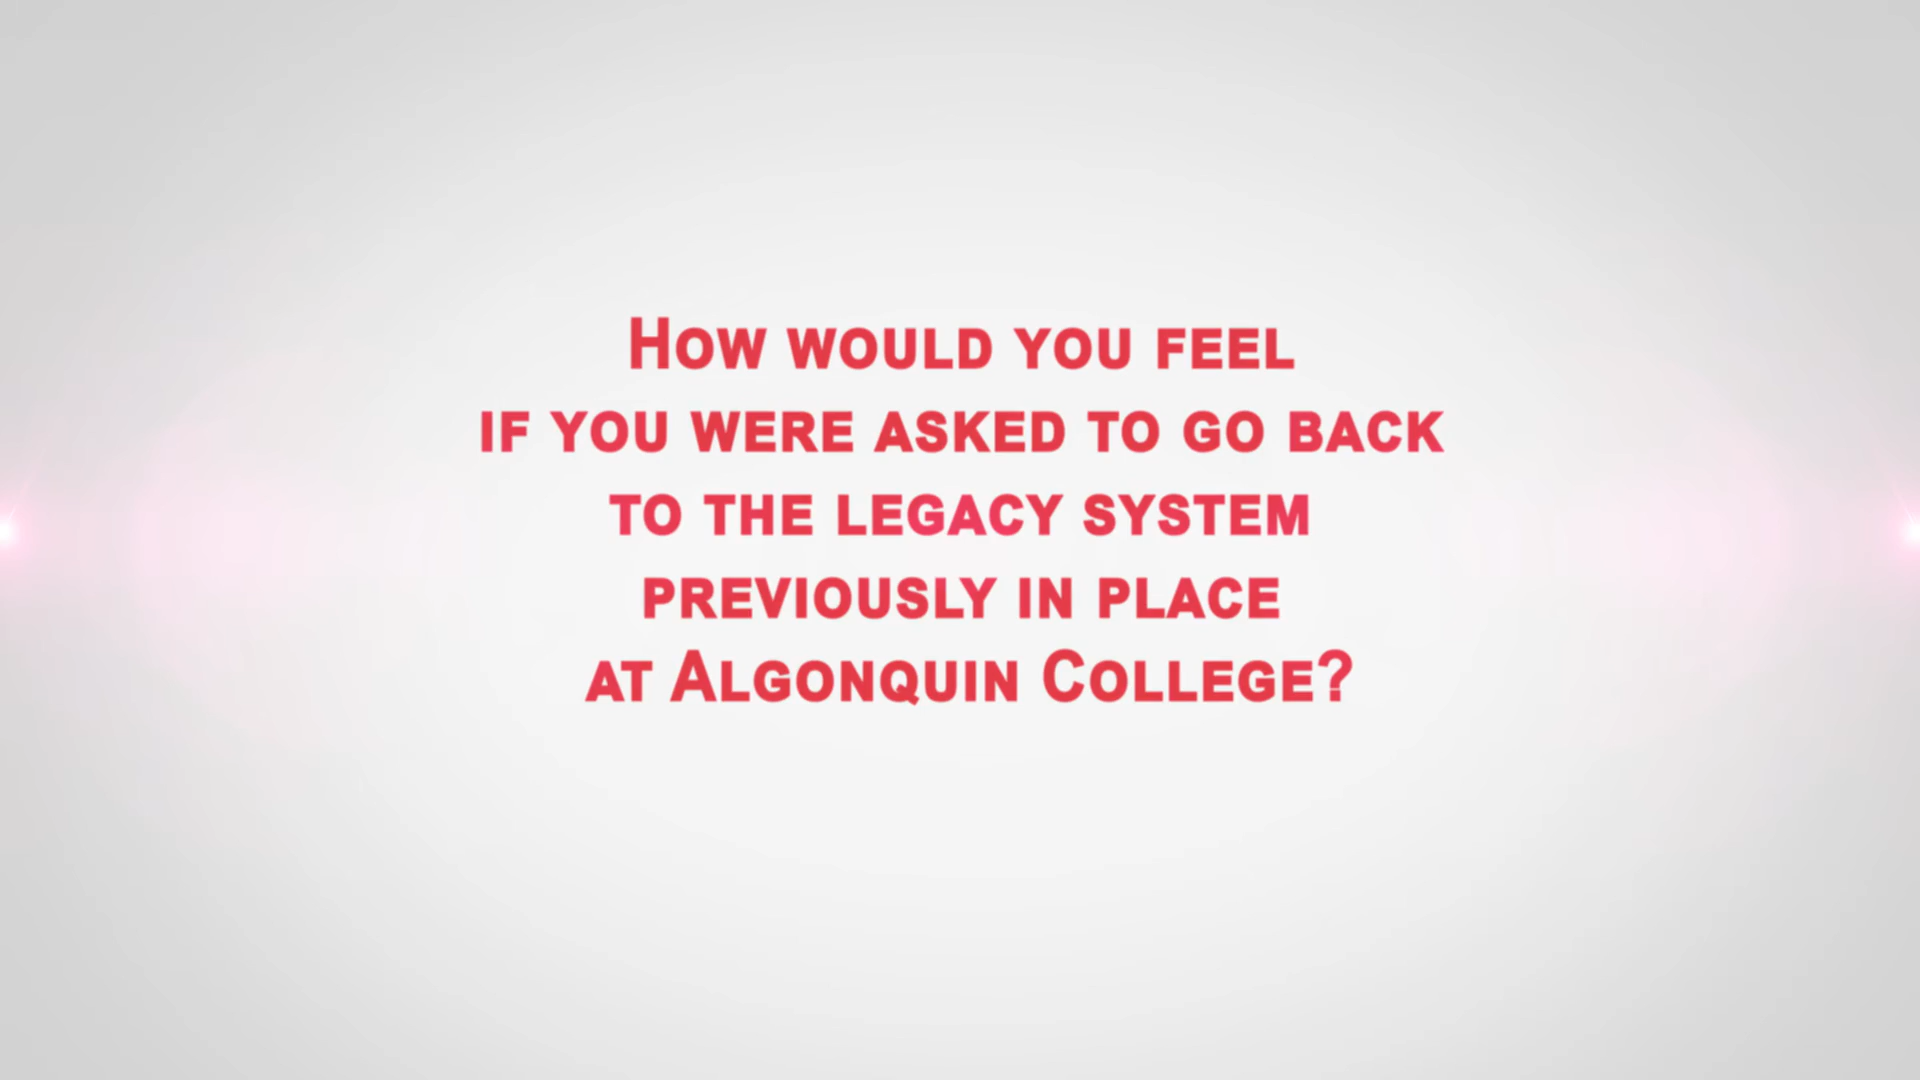 How would you feel
if you were asked to go back
to the legacy system
previously in place
at Algonquin College?